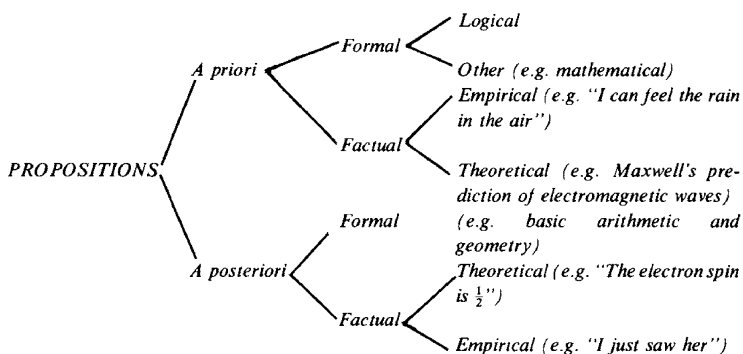 Logical
Formal
A priori
Other (e.g. mathematical)
Empirical (e.g. “I can feel the rain
in the air”)
Factual
PROPOSITIONS
Theoretical (e.g. Maxwell's pre-
diction of electromagnetic waves)
Formal (e.g. basic arithmetic and
geometry)
A posteriori
Theoretical (e.g. “The electron spin
is ½”)
Factual
Empirical (e.g. “I just saw her”)